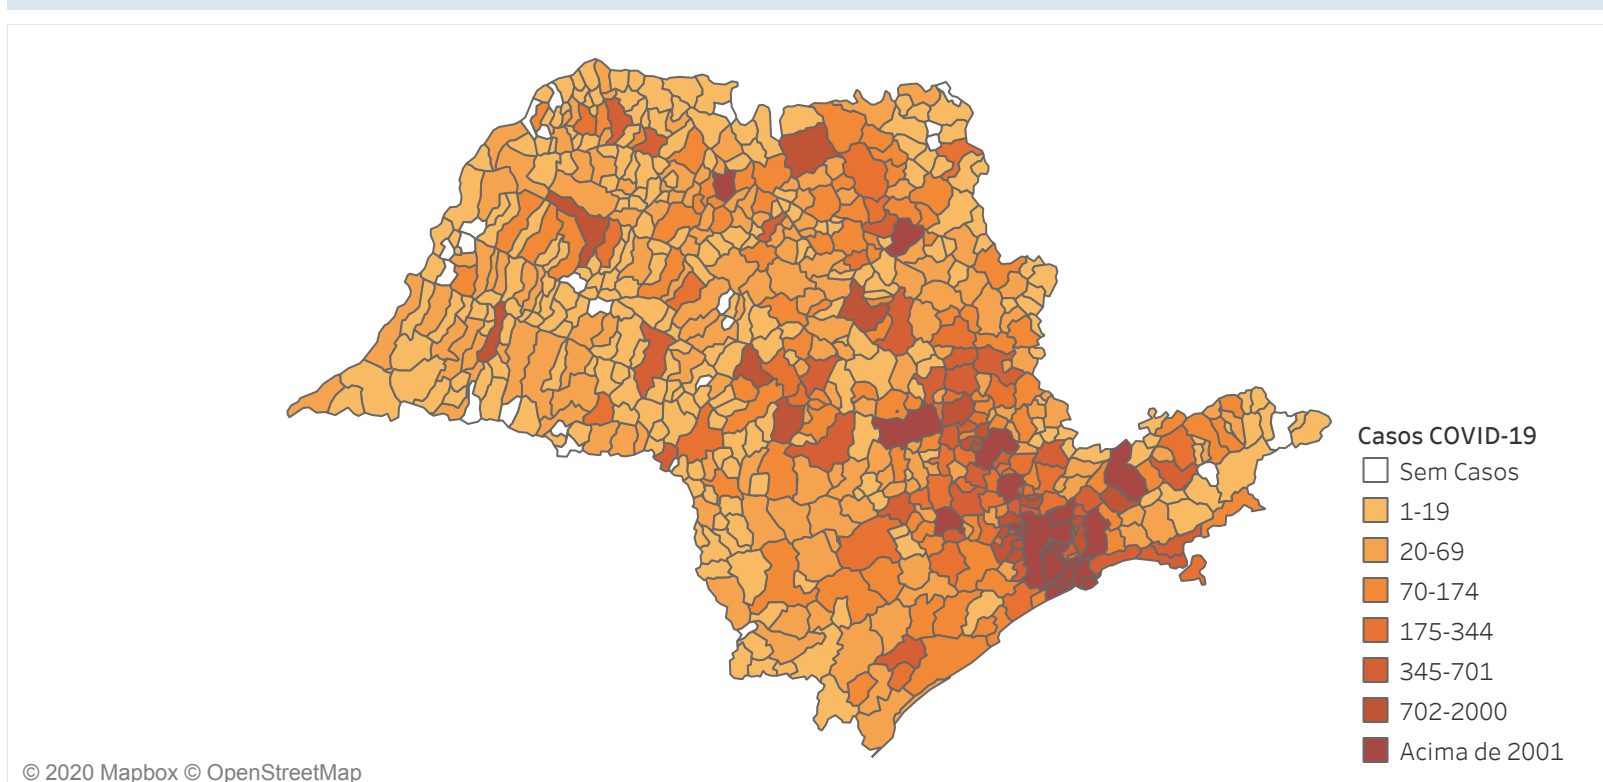 Casos COVID-19
Sem Casos
1-19
20-69
70-174
175-344
345-701
702-2000
Acima de 2001
© 2020 Mapbox © OpenStreetMap